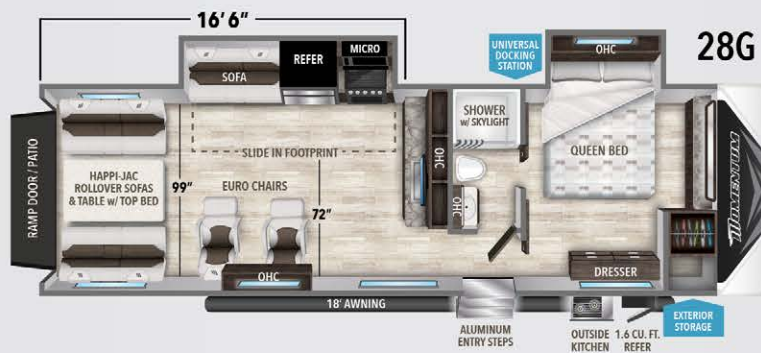 16'6"
28G
UNIVERSAL
DOCKING
STATION
OHC
MICRO
REFER
SOFA
SHOWER
w/ SKYLIGHT
QUEEN BED
SLIDE IN FOOTPRINT
OHC
RAMP DOOR / PATIO
HAPPI-JAC
ROLLOVER SOFAS
& TABLE w/ TOP BED
99"
EURO CHAIRS
72"
OHC
MOMENTUM
OHC
DRESSER
18' AWNING
ALUMINUM
ENTRY STEPS
OUTSIDE
KITCHEN
1.6 CU. FT.
REFER
EXTERIOR
STORAGE